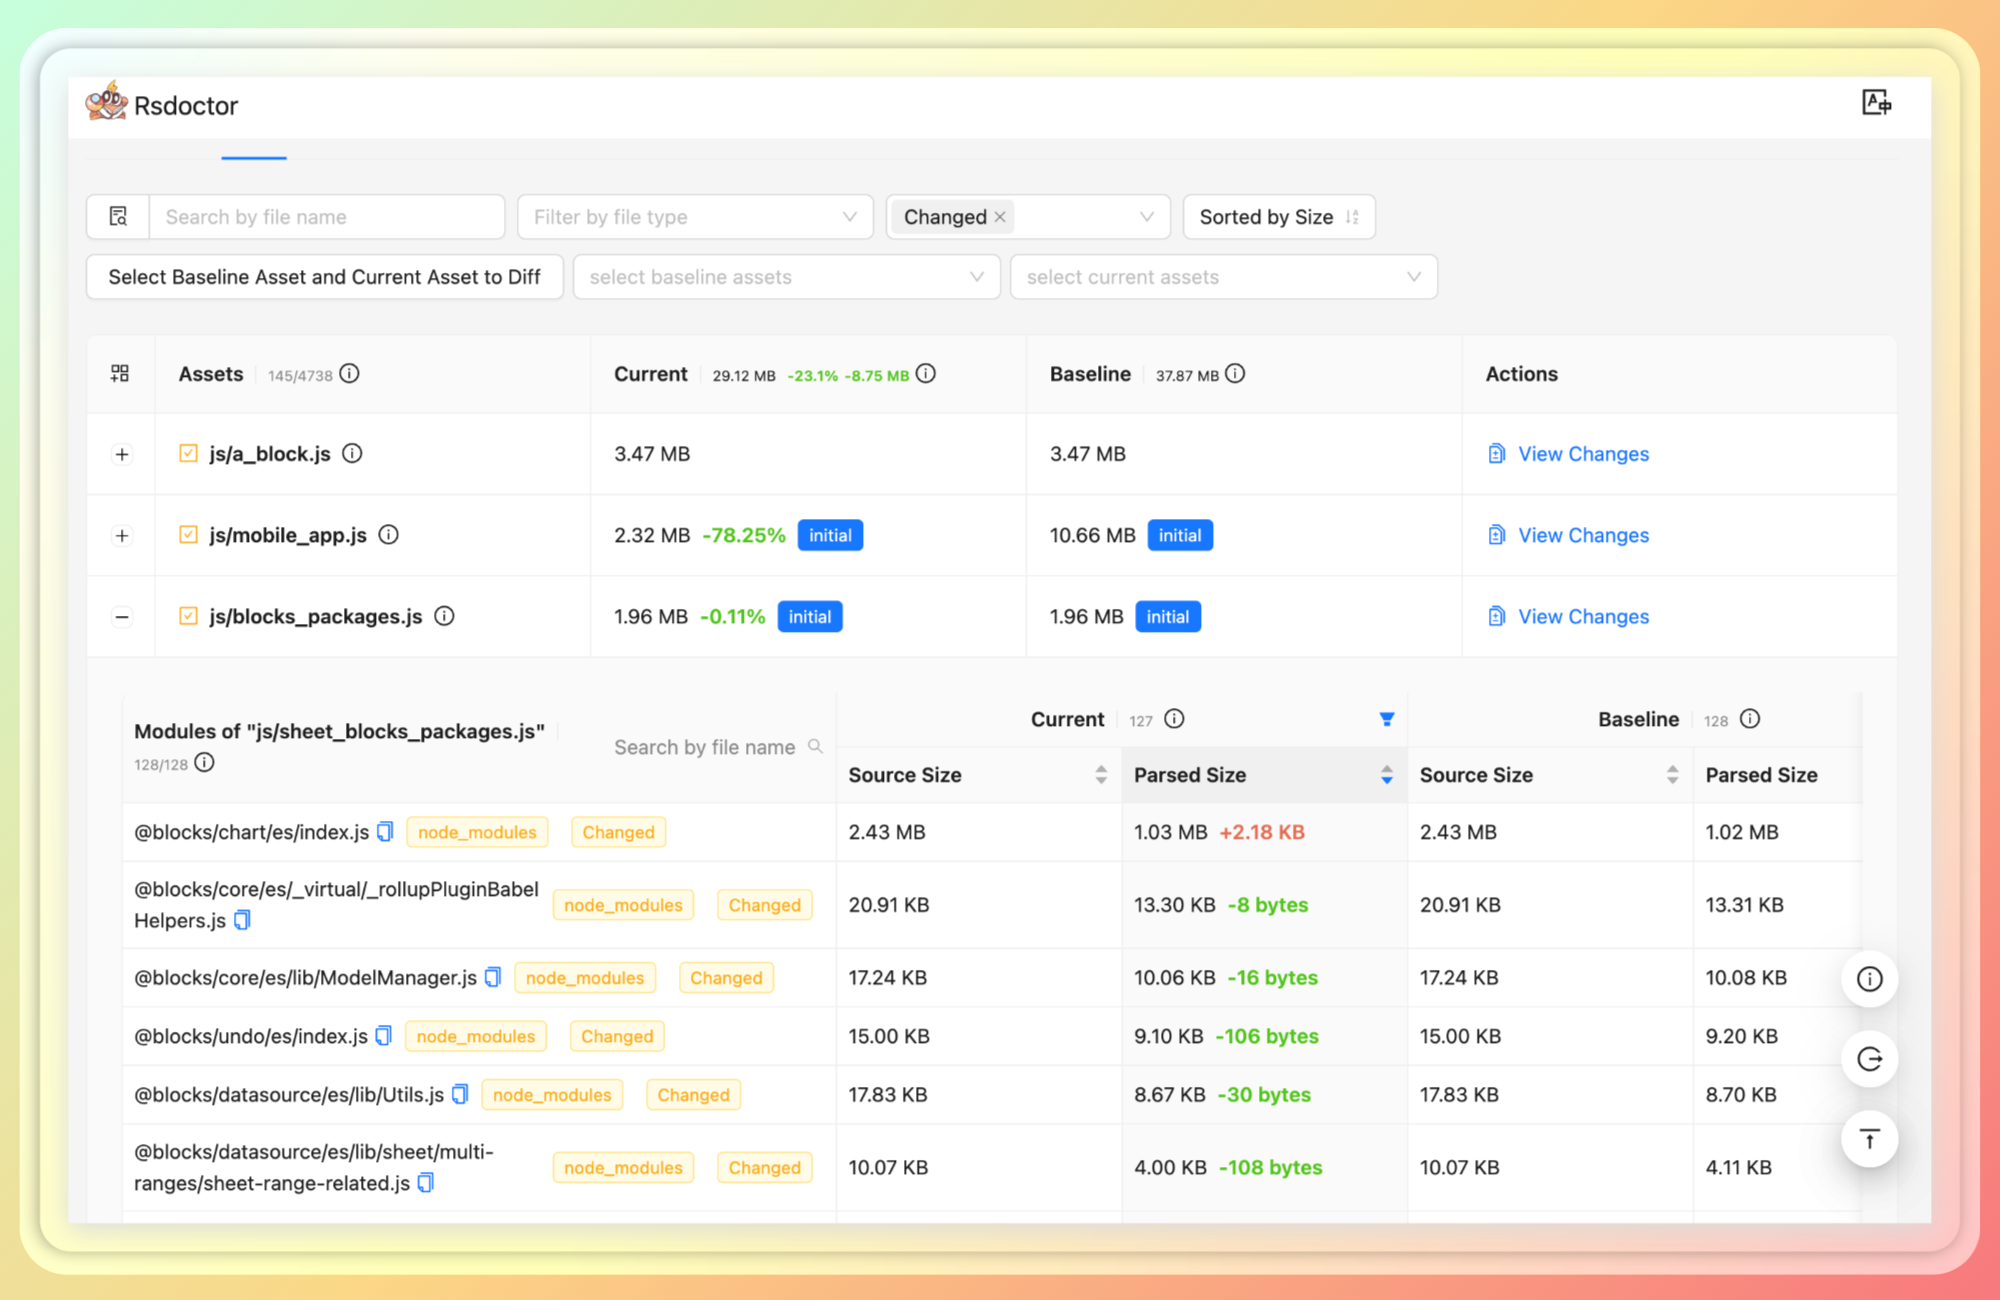 Rsdoctor
Search by file name
Filter by file type
Changed
Sorted by Size
Select Baseline Asset and Current Asset to Diff
select baseline assets
select current assets
Assets 145/4738
Current 29.12 MB -23.1% -8.75 MB
Baseline 37.87 MB
Actions
js/a_block.js 3.47 MB 3.47 MB View Changes
js/mobile_app.js 2.32 MB -78.25% initial 10.66 MB initial View Changes
js/blocks_packages.js 1.96 MB -0.11% initial 1.96 MB initial View Changes
Modules of "js/sheet_blocks_packages.js"
128/128
Search by file name
Current 127
Baseline 128
Source Size Parsed Size Source Size Parsed Size
@blocks/chart/es/index.js node_modules Changed 2.43 MB 1.03 MB +2.18 KB 2.43 MB 1.02 MB
@blocks/core/es/_virtual/_rollupPluginBabel
Helpers.js node_modules Changed 20.91 KB 13.30 KB -8 bytes 20.91 KB 13.31 KB
@blocks/core/es/lib/ModelManager.js node_modules Changed 17.24 KB 10.06 KB -16 bytes 17.24 KB 10.08 KB
@blocks/undo/es/index.js node_modules Changed 15.00 KB 9.10 KB -106 bytes 15.00 KB 9.20 KB
@blocks/datasource/es/lib/Utils.js node_modules Changed 17.83 KB 8.67 KB -30 bytes 17.83 KB 8.70 KB
@blocks/datasource/es/lib/sheet/multi-
ranges/sheet-range-related.js node_modules Changed 10.07 KB 4.00 KB -108 bytes 10.07 KB 4.11 KB